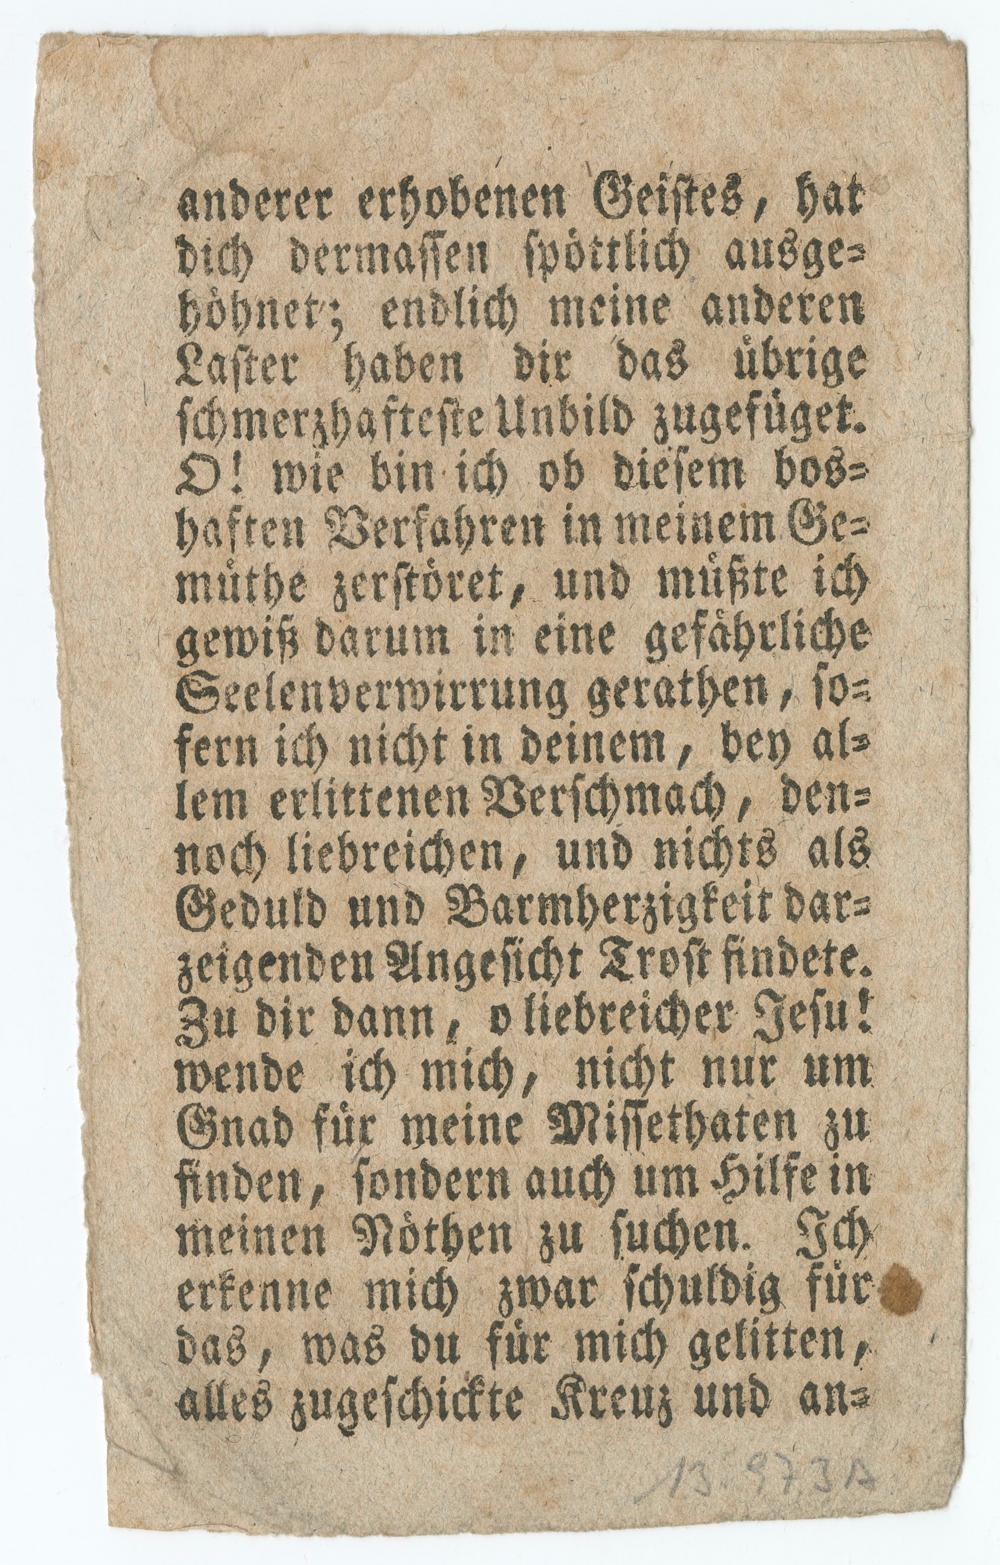 anderer erhobenen Geistes, hat
dich dermassen spöttlich ausge-
höhnet; endlich meine anderen
Laster haben dir das übrige
schmerzhafteste Unbild zugefüget.
O! wie bin ich ob diesem bos-
haften Verfahren in meinem Ge-
müthe zerstöret, und müßte ich
gewiß darum in eine gefährliche
Seelenverwirrung gerathen, so-
fern ich nicht in deinem, bey al-
lem erlittenen Verschmach, den-
noch liebreichen, und nichts als
Geduld und Barmherzigkeit dar-
zeigenden Angesicht Trost findete.
Zu dir dann, o liebreicher Jesu!
wende ich mich, nicht nur um
Gnad für meine Missethaten zu
finden, sondern auch um Hilfe in
meinen Nöthen zu suchen. Ich
erkenne mich zwar schuldig für
das, was du für mich gelitten,
alles zugeschickte Kreuz und an-
13.973A